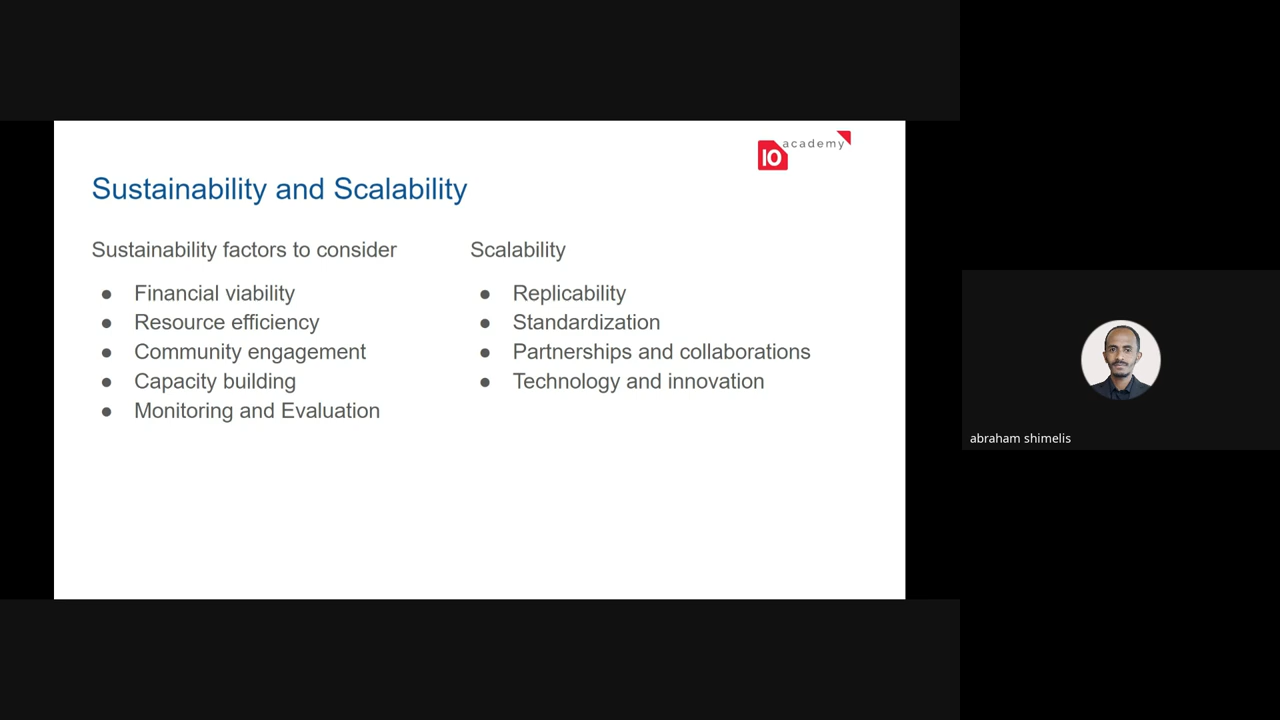 10 academy
Sustainability and Scalability
Sustainability factors to consider
● Financial viability
● Resource efficiency
● Community engagement
● Capacity building
● Monitoring and Evaluation
Scalability
● Replicability
● Standardization
● Partnerships and collaborations
● Technology and innovation
abraham shimelis